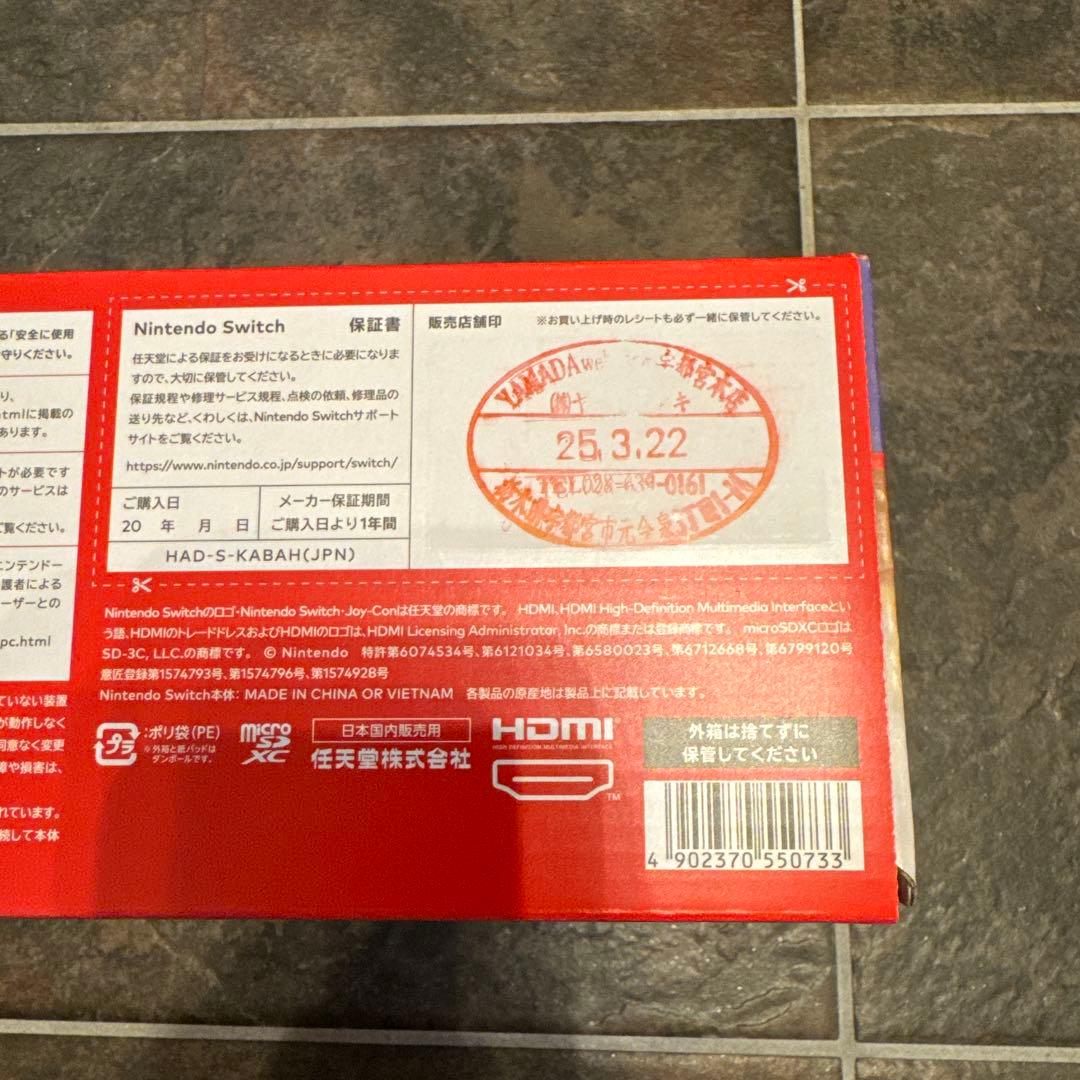 る「安全に使用
守りください。
り、
htmlに掲載の
あります。
トが必要です
のサービスは
ご覧ください。
ニンテンドー
護者による
ーザーとの
pc.html
ていない装置
が動作しなく
同意なく変更
障や損害は、
れています。
続して本体
Nintendo Switch 保証書
任天堂による保証をお受けになるときに必要になりま
すので、大切に保管してください。
保証規程や修理サービス規程、点検の依頼、修理品の
送り先など、くわしくは、Nintendo Switchサポート
サイトをご覧ください。
https://www.nintendo.co.jp/support/switch/
ご購入日
20 年 月 日
メーカー保証期間
ご購入日より1年間
HAD-S-KABAH(JPN)
販売店舗印 ※お買い上げ時のレシートも必ず一緒に保管してください。
YAMADA web 宇都宮本店
25.3.22
TEL028-639-0161
栃木県宇都宮市元今泉
Nintendo Switchのロゴ・Nintendo Switch・Joy-Conは任天堂の商標です。 HDMI、HDMI High-Definition Multimedia Interfaceとい
う語、HDMIのトレードドレスおよびHDMIのロゴは、HDMI Licensing Administrator, Inc.の商標または登録商標です。 microSDXCロゴは
SD-3C, LLC.の商標です。 © Nintendo 特許第6074534号、第6121034号、第6580023号、第6712668号、第6799120号
意匠登録第1574793号、第1574796号、第1574928号
Nintendo Switch本体: MADE IN CHINA OR VIETNAM 各製品の原産地は製品上に記載しています。
プラ
:ポリ袋(PE)
※外箱と紙パッドは
ダンボールです。
micro
SD
XC
日本国内販売用
任天堂株式会社
HDMI
HIGH DEFINITION MULTIMEDIA INTERFACE
TM
外箱は捨てずに
保管してください
4 902370 550733